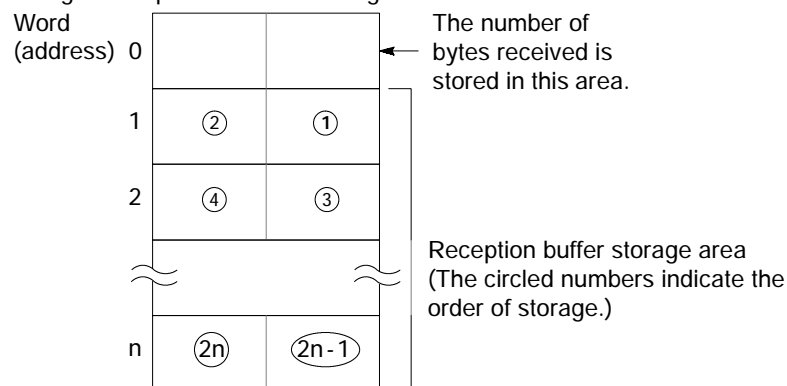 Word
(address) 0
The number of
bytes received is
stored in this area.
1 ② ①
2 ④ ③
Reception buffer storage area
(The circled numbers indicate the
order of storage.)
n 2n 2n-1